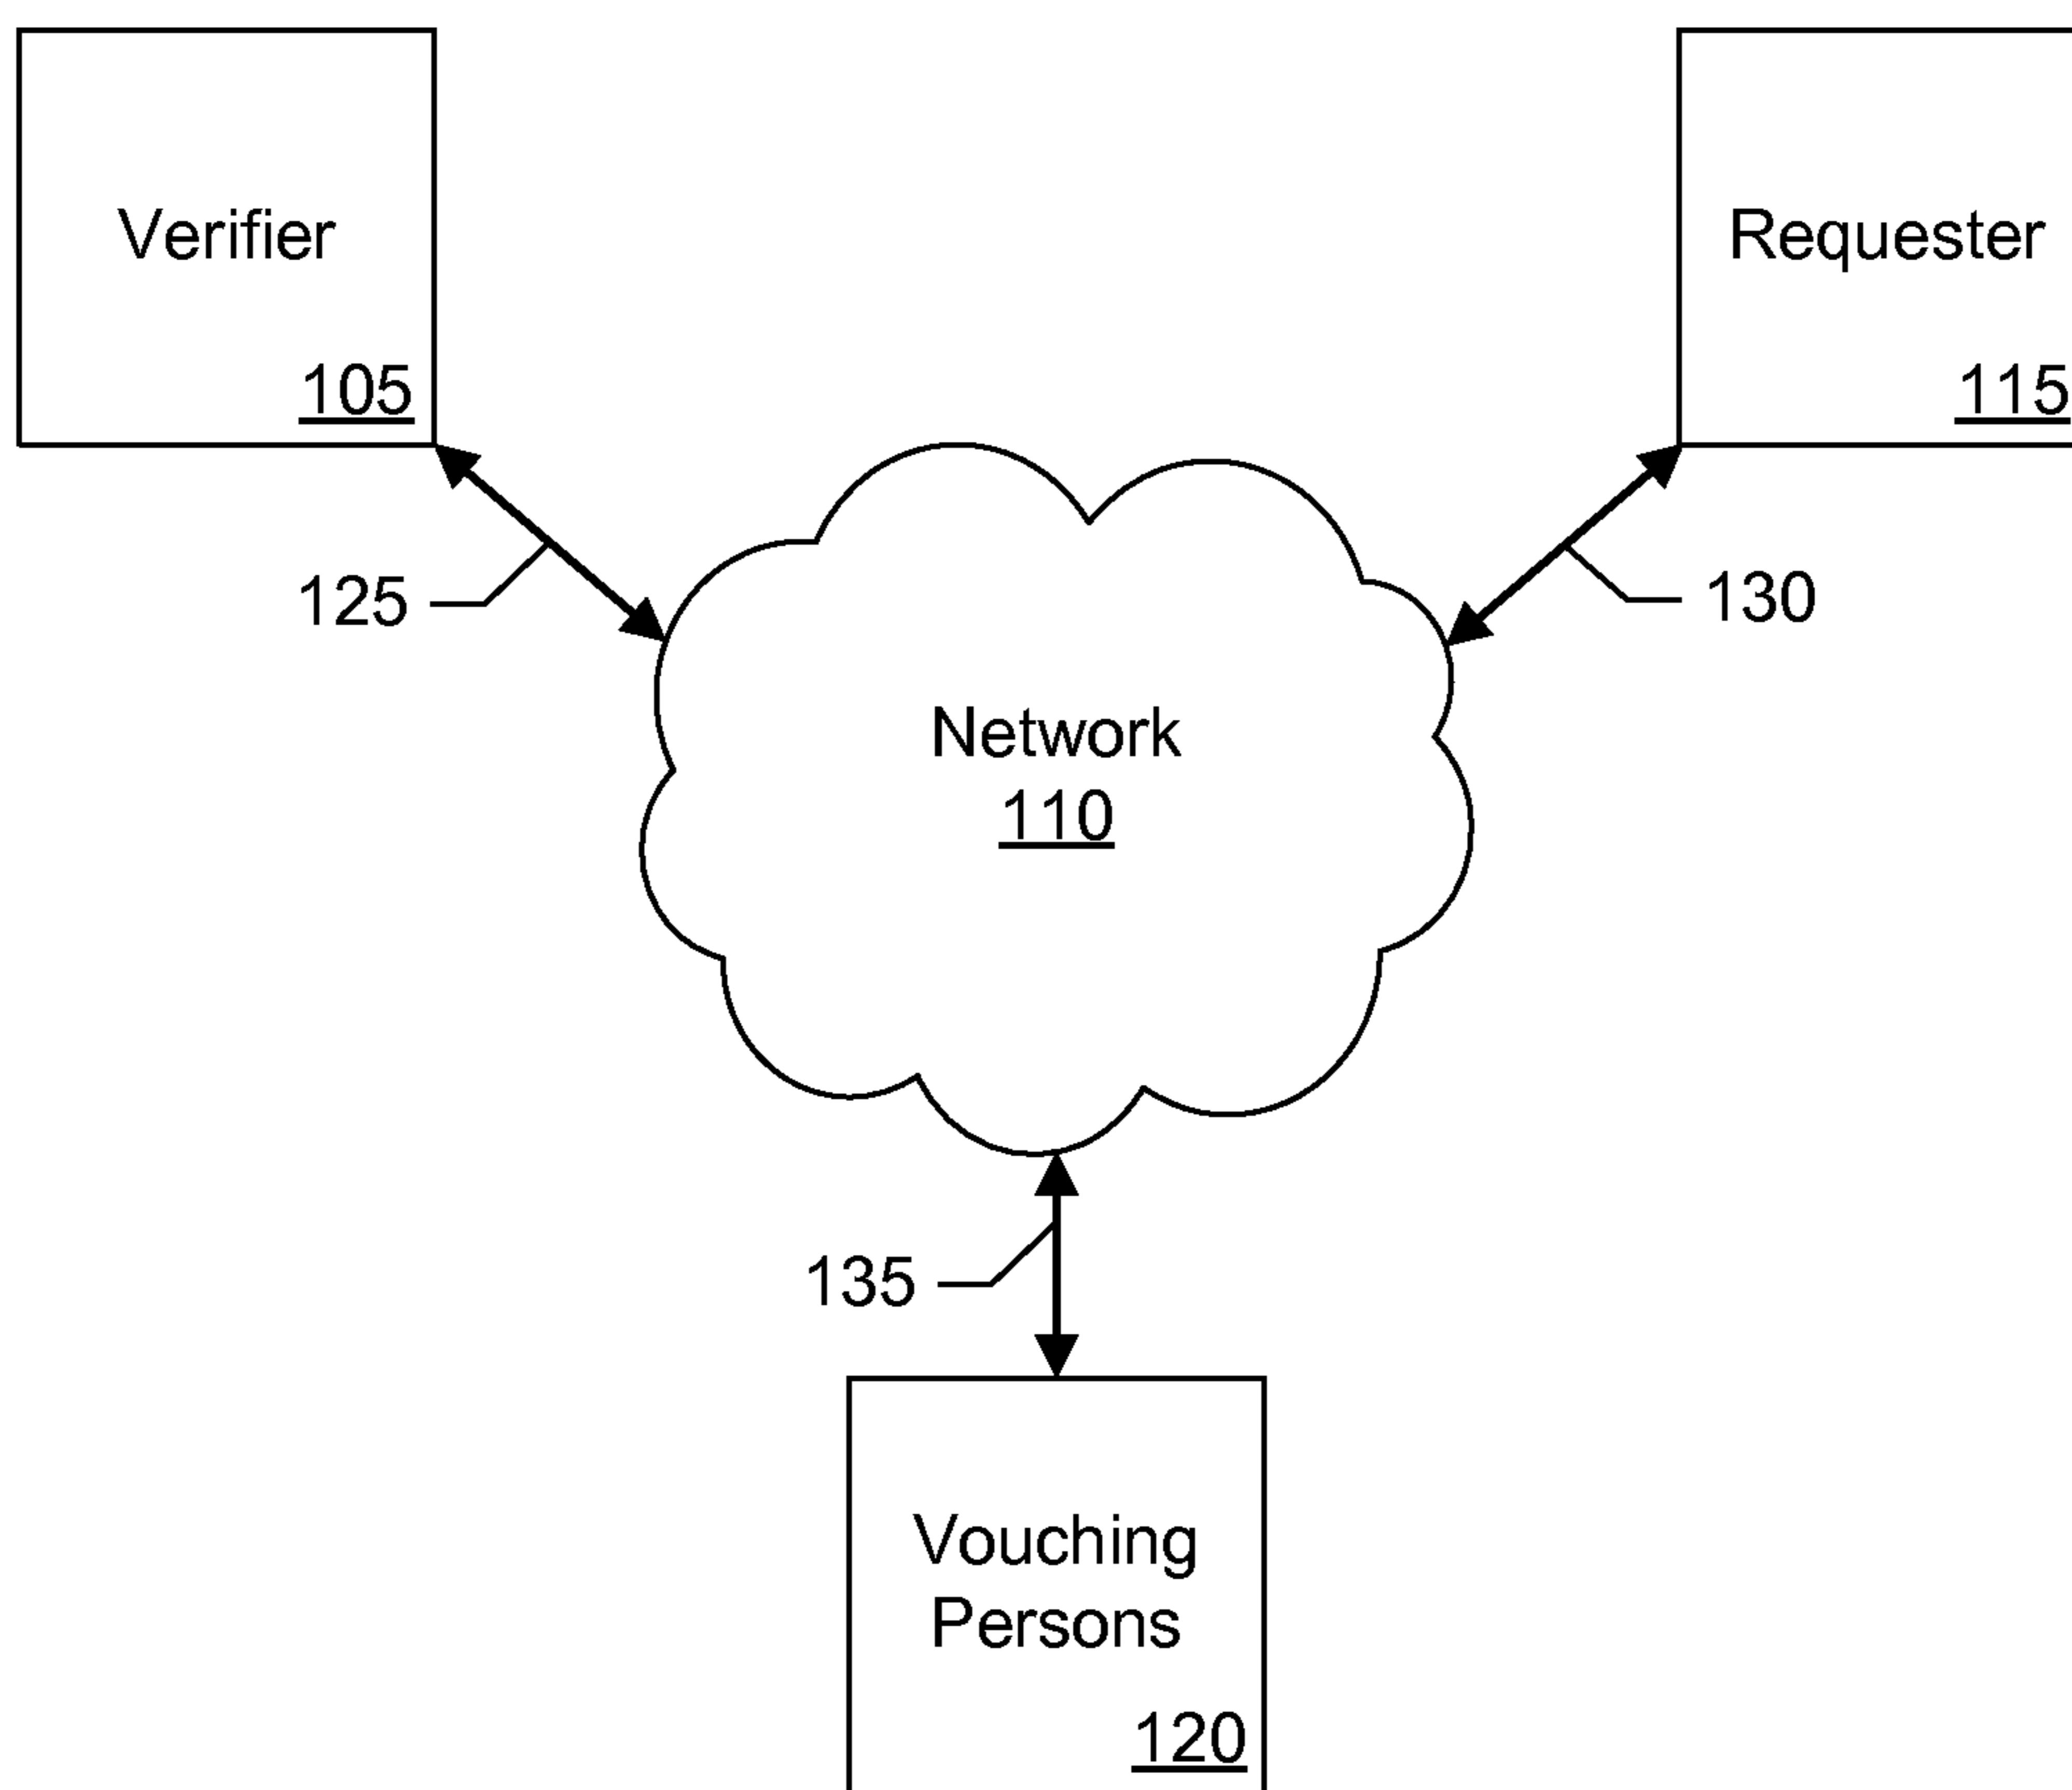 Verifier
105
Requester
115
125
130
Network
110
135
Vouching
Persons
120